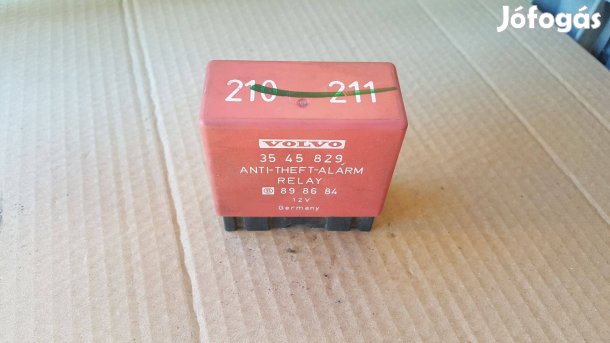 Jófogás
210 211
VOLVO
35 45 829
ANTI-THEFT-ALARM
RELAY
89 86 84
12V
Germany